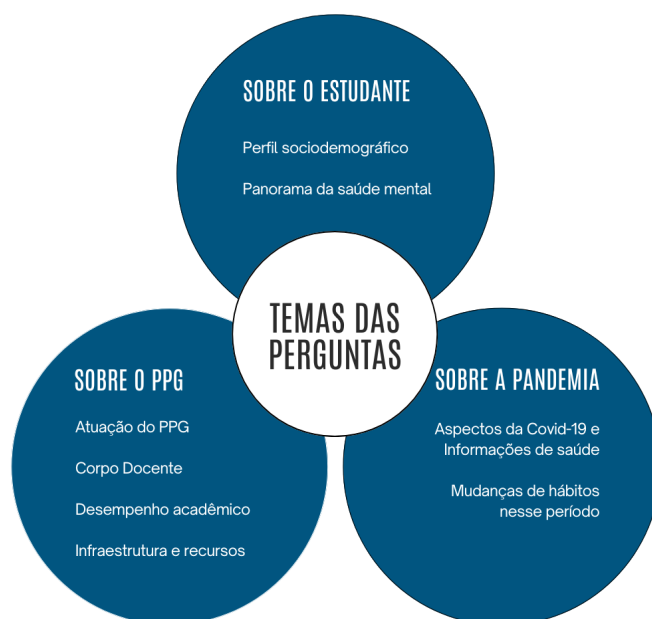 SOBRE O ESTUDANTE
Perfil sociodemográfico
Panorama da saúde mental
TEMAS DAS
PERGUNTAS
SOBRE O PPG
Atuação do PPG
Corpo Docente
Desempenho acadêmico
Infraestrutura e recursos
SOBRE A PANDEMIA
Aspectos da Covid-19 e
Informações de saúde
Mudanças de hábitos
nesse período